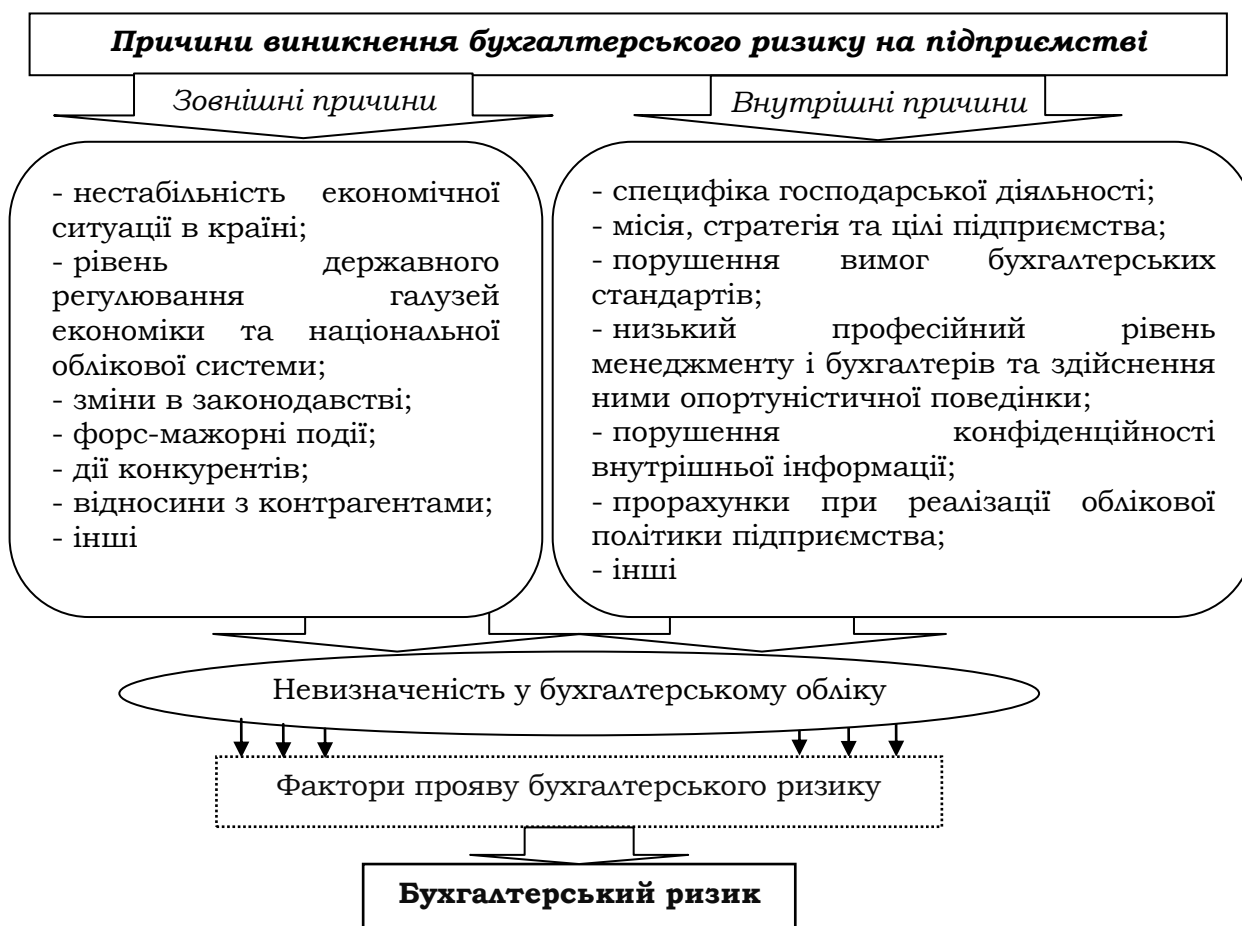 Причини виникнення бухгалтерського ризику на підприємстві
Зовнішні причини
Внутрішні причини
- нестабільність економічної
ситуації в країні;
- рівень державного
регулювання галузей
економіки та національної
облікової системи;
- зміни в законодавстві;
- форс-мажорні події;
- дії конкурентів;
- відносини з контрагентами;
- інші
- специфіка господарської діяльності;
- місія, стратегія та цілі підприємства;
- порушення вимог бухгалтерських
стандартів;
- низький професійний рівень
менеджменту і бухгалтерів та здійснення
ними опортуністичної поведінки;
- порушення конфіденційності
внутрішньої інформації;
- прорахунки при реалізації облікової
політики підприємства;
- інші
Невизначеність у бухгалтерському обліку
Фактори прояву бухгалтерського ризику
Бухгалтерський ризик